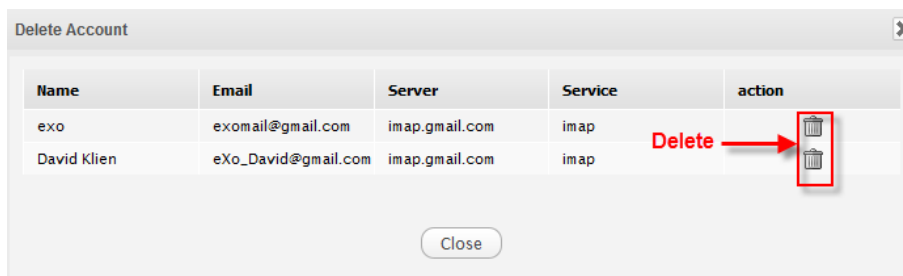 Delete Account
Name Email Server Service action
exo exomail@gmail.com imap.gmail.com imap
Delete
David Klien eXo_David@gmail.com imap.gmail.com imap
Close